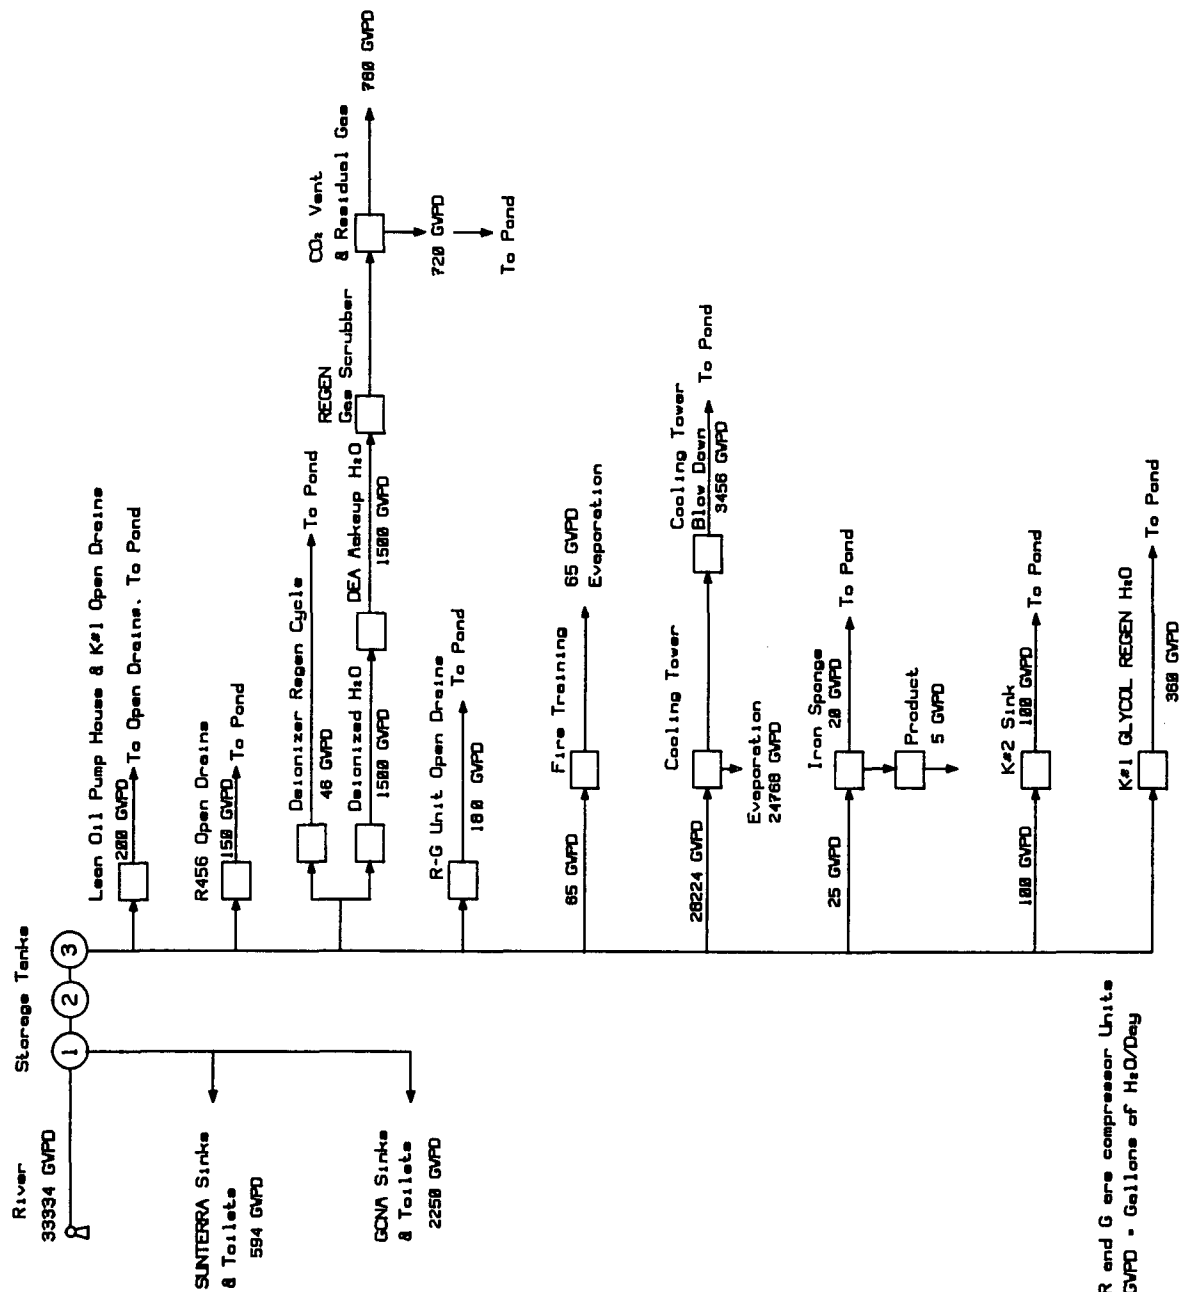 River
33334 GVPD
Storage Tanks
1
2
3
SUNTERRA Sinks
& Toilets
594 GVPD
GCNA Sinks
& Toilets
2250 GVPD
Lean Oil Pump House & K#1 Open Drains
200 GVPD
To Open Drains. To Pond
R456 Open Drains
150 GVPD
To Pond
Deionizer Regen Cycle
46 GVPD
To Pond
Deionized H₂O
1500 GVPD
DEA Makeup H₂O
1500 GVPD
REGEN
Gas Scrubber
CO₂ Vent
& Residual Gas
780 GVPD
720 GVPD
To Pond
R-G Unit Open Drains
180 GVPD
To Pond
65 GVPD
Fire Training
65 GVPD
Evaporation
28224 GVPD
Cooling Tower
Evaporation
24768 GVPD
Cooling Tower
Blow Down
3456 GVPD
To Pond
25 GVPD
Iron Sponge
20 GVPD
To Pond
Product
5 GVPD
100 GVPD
K#2 Sink
100 GVPD
To Pond
K#1 GLYCOL REGEN H₂O
360 GVPD
To Pond
R and G are compressor Units
GVPD = Gallons of H₂O/Day